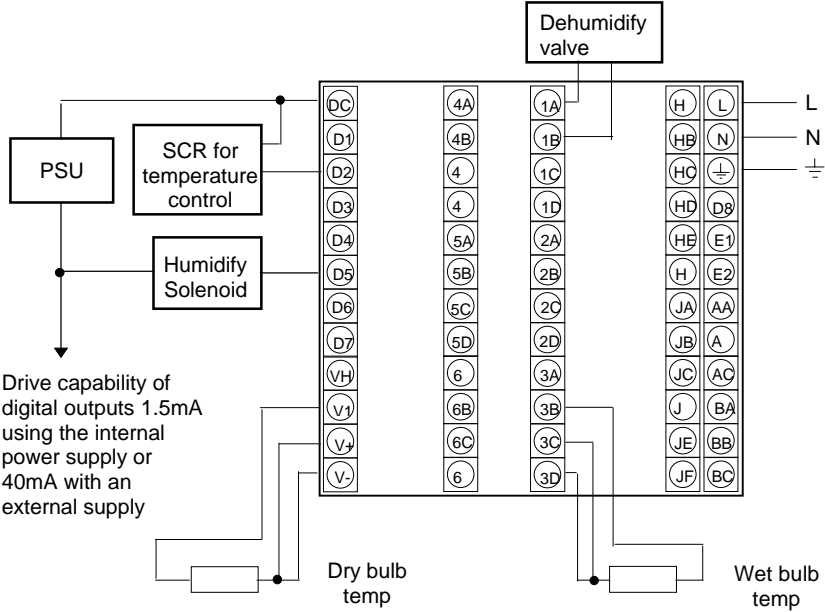 Dehumidify
valve
DC 4A 1A H L L
D1 4B 1B HB N N
D2 4 1C HC
D3 4 1D HD D8
D4 5A 2A HE E1
D5 5B 2B H E2
D6 5C 2C JA AA
D7 5D 2D JB A
VH 6 3A JC AC
V1 6B 3B J BA
V+ 6C 3C JE BB
V- 6 3D JF BC
PSU
SCR for
temperature
control
Humidify
Solenoid
Drive capability of
digital outputs 1.5mA
using the internal
power supply or
40mA with an
external supply
Dry bulb
temp
Wet bulb
temp